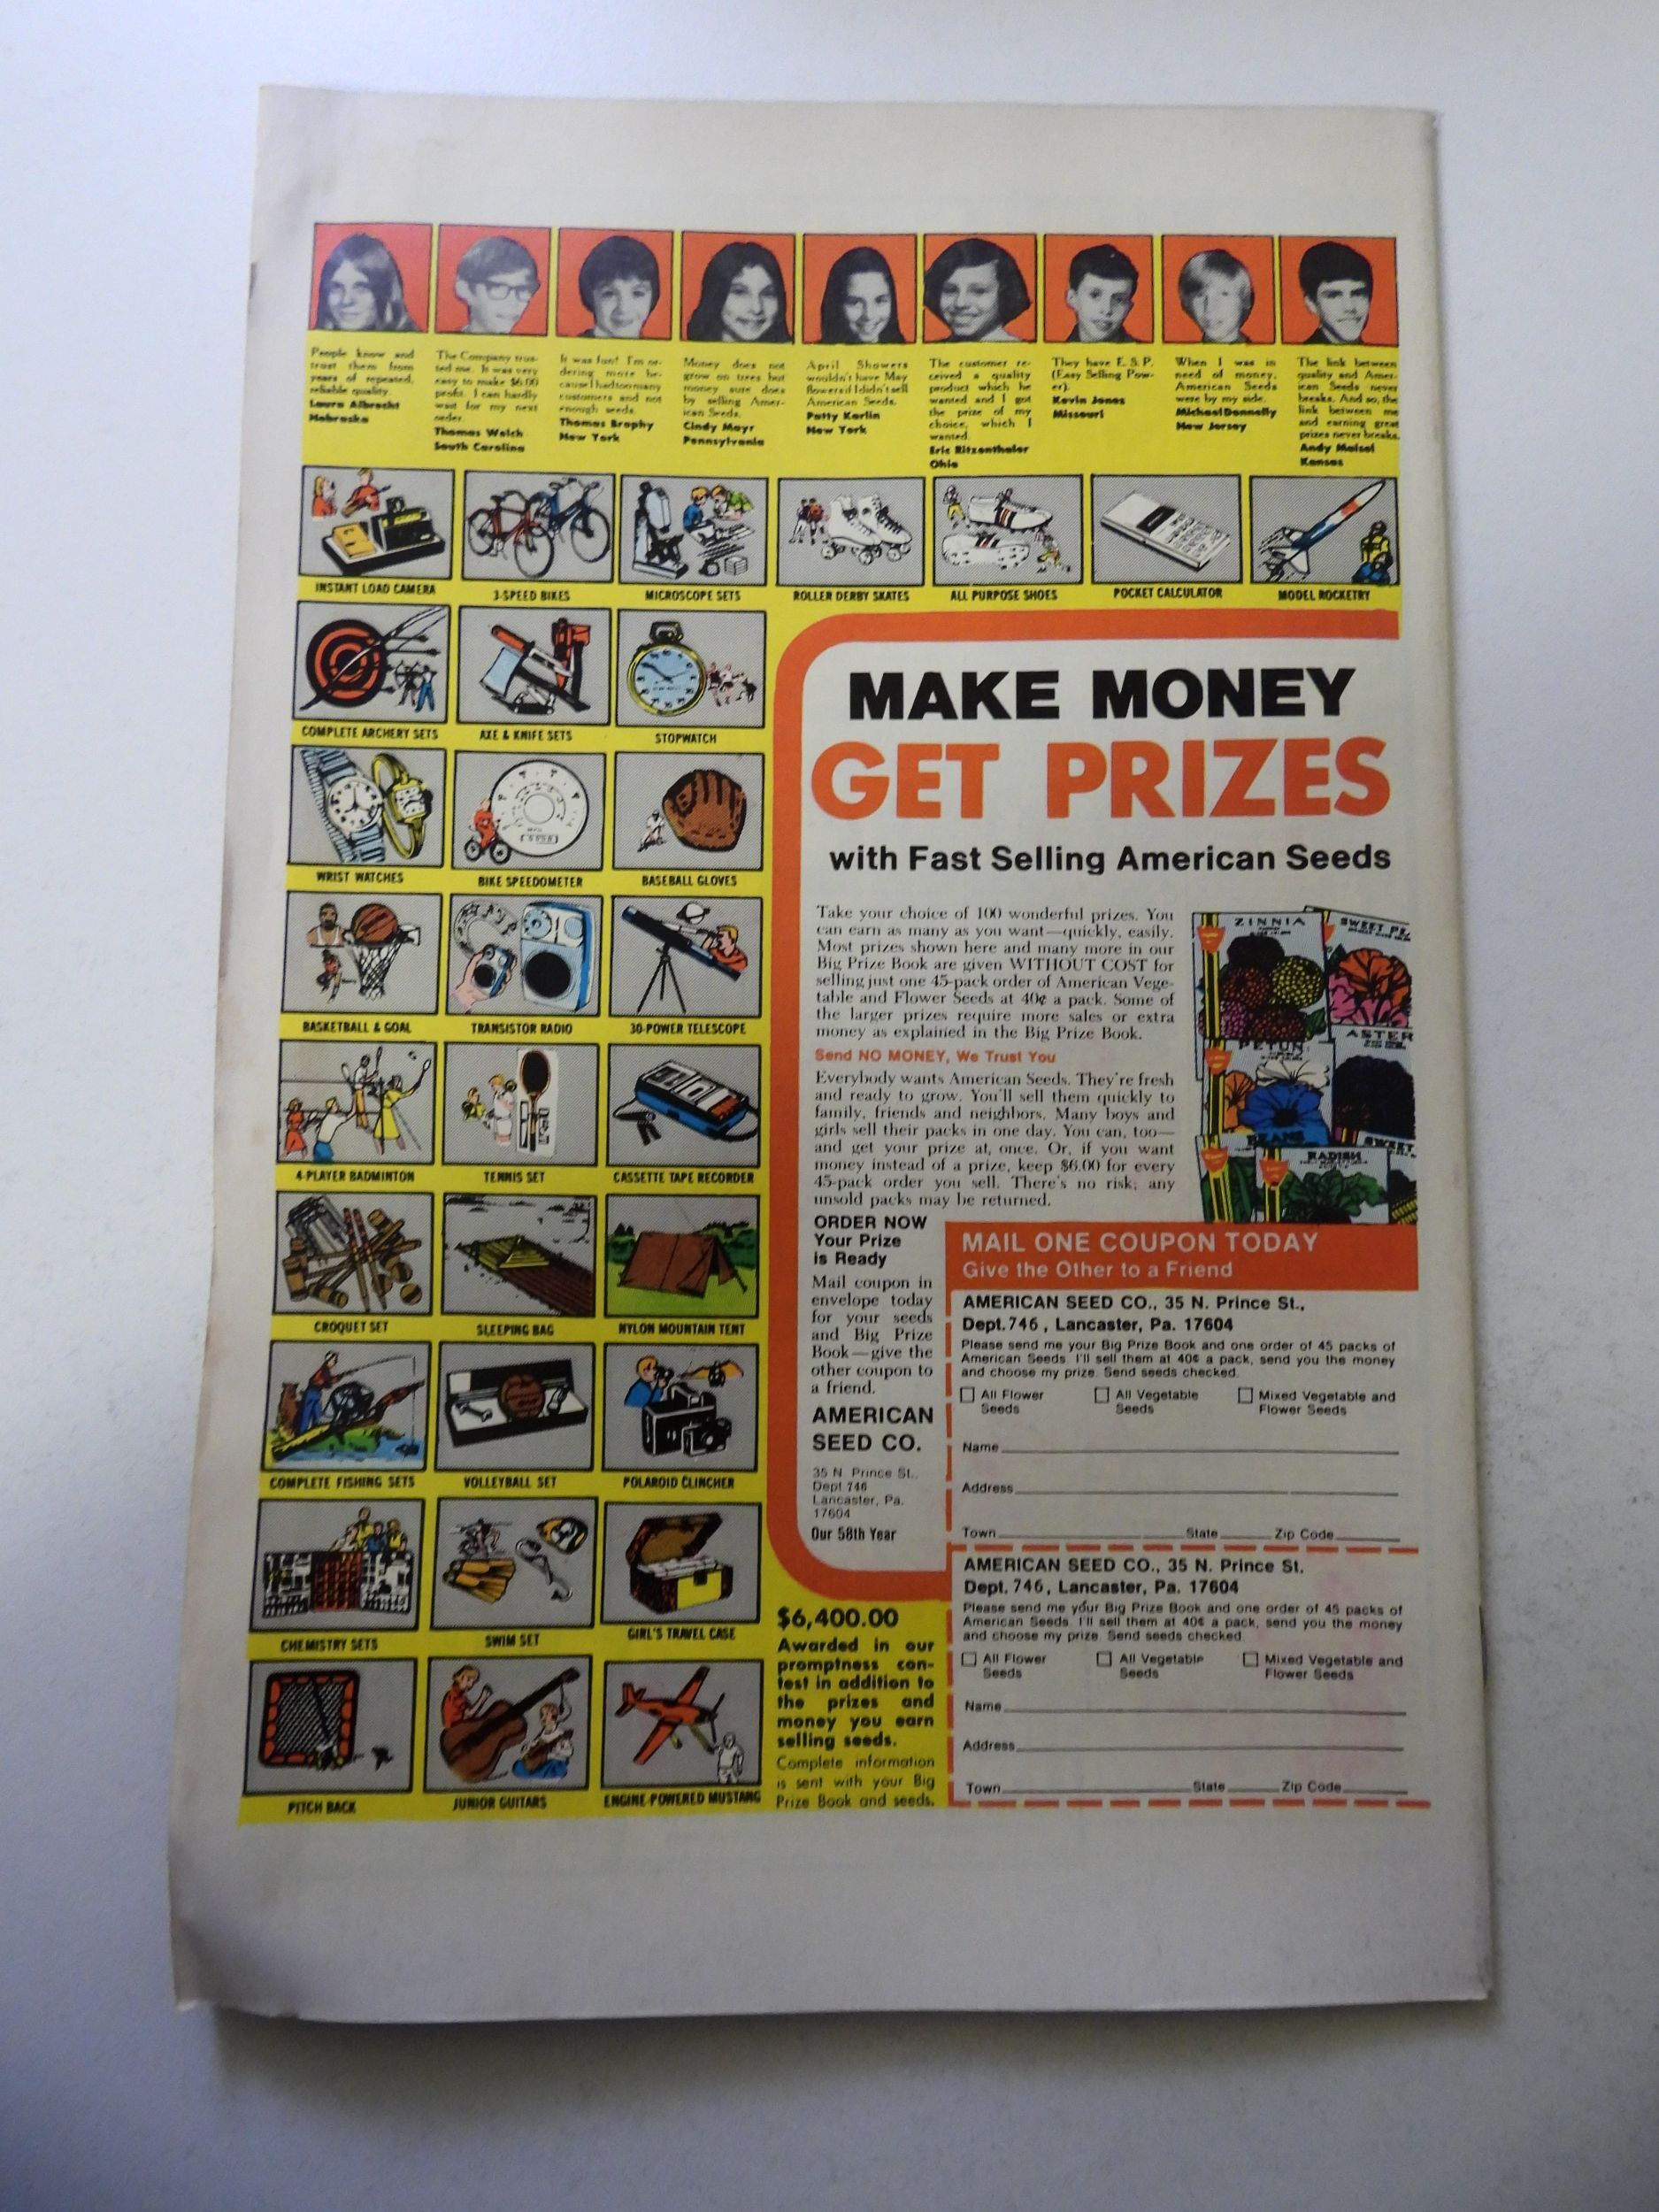 People know and
trust them from
years of repeated,
reliable quality.
Laura Albracht
Nebraska
The Company trus-
ted me. It was very
easy to make $6.00
profit. I can hardly
wait for my next
order.
Thomas Welch
South Carolina
It was fun! I'm or-
dering more be-
cause I had too many
customers and not
enough seeds.
Thomas Brophy
New York
Money does not
grow on trees but
money sure does
by selling Amer-
ican Seeds.
Cindy Mayr
Pennsylvania
April Showers
wouldn't have May
flowers if I didn't sell
American Seeds.
Patty Karlin
New York
The customer re-
ceived a quality
product which he
wanted and I got
the prize of my
choice, which I
wanted.
Eric Ritzenthaler
Ohio
They have E. S. P.
(Easy Selling Pow-
er).
Kevin Jones
Missouri
When I was in
need of money,
American Seeds
were by my side.
Michael Donnelly
New Jersey
The link between
quality and Amer-
ican Seeds never
breaks. And so, the
link between me
and earning great
prizes never breaks.
Andy Maisel
Kansas
INSTANT LOAD CAMERA
3-SPEED BIKES
MICROSCOPE SETS
ROLLER DERBY SKATES
ALL PURPOSE SHOES
POCKET CALCULATOR
MODEL ROCKETRY
COMPLETE ARCHERY SETS
AXE & KNIFE SETS
STOPWATCH
WRIST WATCHES
BIKE SPEEDOMETER
BASEBALL GLOVES
BASKETBALL & GOAL
TRANSISTOR RADIO
30-POWER TELESCOPE
4-PLAYER BADMINTON
TENNIS SET
CASSETTE TAPE RECORDER
CROQUET SET
SLEEPING BAG
NYLON MOUNTAIN TENT
COMPLETE FISHING SETS
VOLLEYBALL SET
POLAROID CLINCHER
CHEMISTRY SETS
SWIM SET
GIRL'S TRAVEL CASE
PITCH BACK
JUNIOR GUITARS
ENGINE-POWERED MUSTANG
MAKE MONEY
GET PRIZES
with Fast Selling American Seeds
Take your choice of 100 wonderful prizes. You
can earn as many as you want—quickly, easily.
Most prizes shown here and many more in our
Big Prize Book are given WITHOUT COST for
selling just one 45-pack order of American Vege-
table and Flower Seeds at 40¢ a pack. Some of
the larger prizes require more sales or extra
money as explained in the Big Prize Book.
Send NO MONEY, We Trust You
Everybody wants American Seeds. They're fresh
and ready to grow. You'll sell them quickly to
family, friends and neighbors. Many boys and
girls sell their packs in one day. You can, too—
and get your prize at, once. Or, if you want
money instead of a prize, keep $6.00 for every
45-pack order you sell. There's no risk; any
unsold packs may be returned.
ZINNIA
SWEET PE
ASTER
PETUN
BEANS
RADISH
SWEET
ORDER NOW
Your Prize
is Ready
Mail coupon in
envelope today
for your seeds
and Big Prize
Book—give the
other coupon to
a friend.
AMERICAN
SEED CO.
35 N. Prince St.,
Dept 746
Lancaster, Pa.
17604
Our 58th Year
$6,400.00
Awarded in our
promptness con-
test in addition to
the prizes and
money you earn
selling seeds.
Complete information
is sent with your Big
Prize Book and seeds.
MAIL ONE COUPON TODAY
Give the Other to a Friend
AMERICAN SEED CO., 35 N. Prince St.,
Dept. 746, Lancaster, Pa. 17604
Please send me your Big Prize Book and one order of 45 packs of
American Seeds. I'll sell them at 40¢ a pack, send you the money
and choose my prize. Send seeds checked.
All Flower Seeds
All Vegetable Seeds
Mixed Vegetable and Flower Seeds
Name
Address
Town State Zip Code
AMERICAN SEED CO., 35 N. Prince St.
Dept. 746, Lancaster, Pa. 17604
Please send me your Big Prize Book and one order of 45 packs of
American Seeds. I'll sell them at 40¢ a pack, send you the money
and choose my prize. Send seeds checked.
All Flower Seeds
All Vegetable Seeds
Mixed Vegetable and Flower Seeds
Name
Address
Town State Zip Code